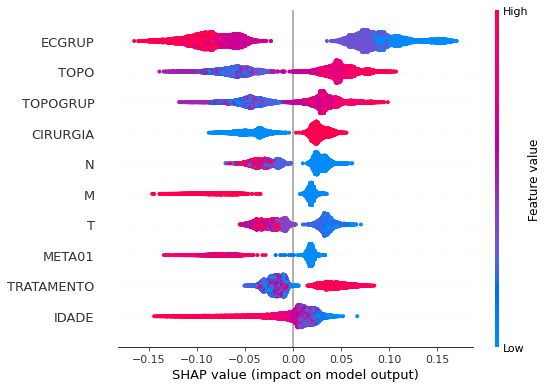 High
ECGRUP
TOPO
TOPOGRUP
CIRURGIA
N
M
T
META01
TRATAMENTO
IDADE
Feature value
Low
−0.15 −0.10 −0.05 0.00 0.05 0.10 0.15
SHAP value (impact on model output)